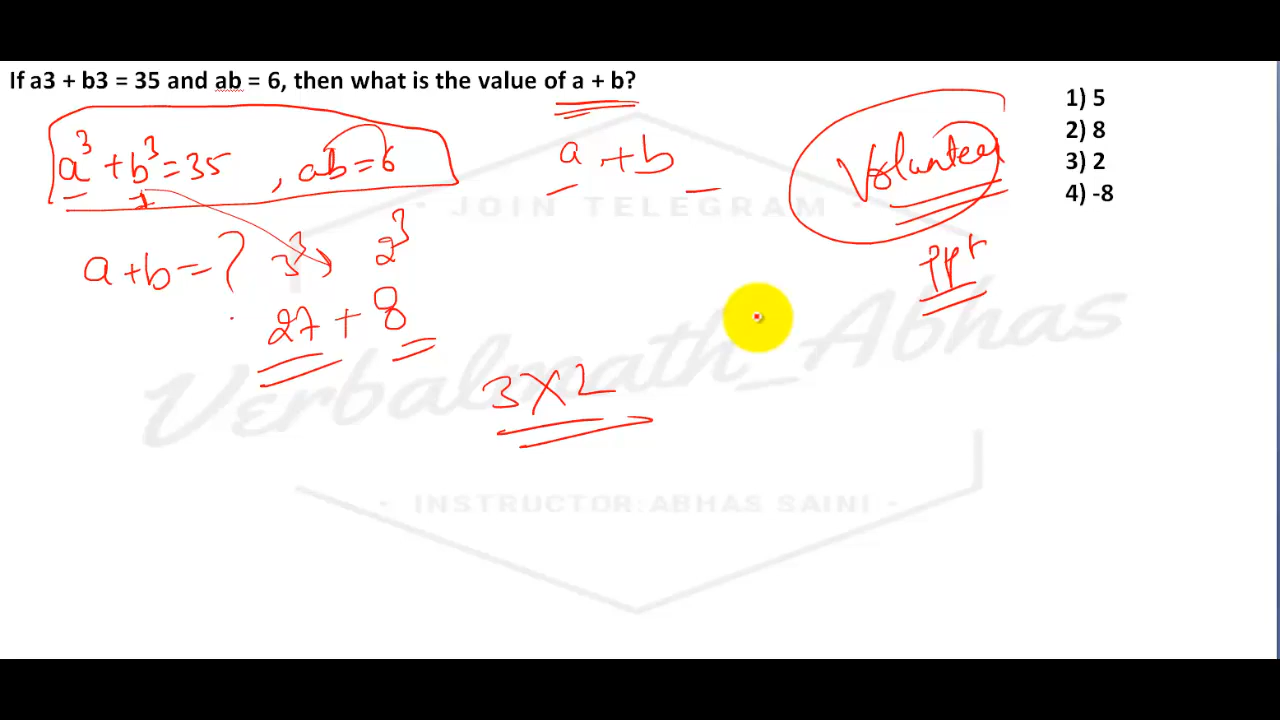 If a3 + b3 = 35 and ab = 6, then what is the value of a + b?
1) 5
2) 8
3) 2
4) -8
a³ + b³ = 35 , ab = 6
a + b
Volunteer
· JOIN TELEGRAM ·
a + b = ? 3³, 2³
PPT
27 + 8
Verbalmath_Abhas
3 × 2
· INSTRUCTOR:ABHAS SAINI ·